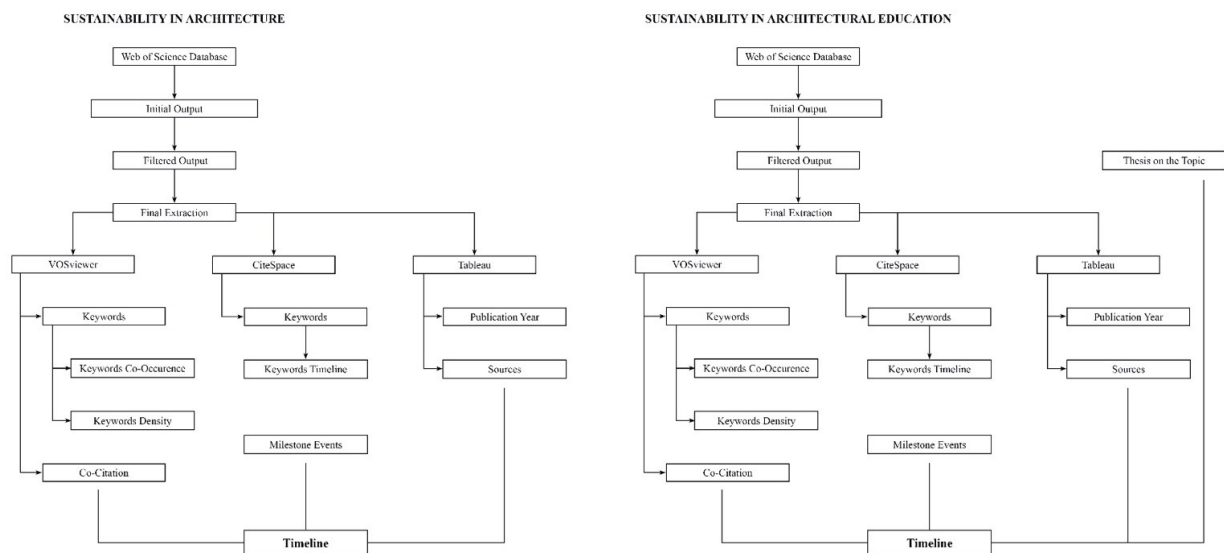 SUSTAINABILITY IN ARCHITECTURE
Web of Science Database
Initial Output
Filtered Output
Final Extraction
VOSviewer
CiteSpace
Tableau
Keywords
Keywords
Publication Year
Keywords Co-Occurence
Keywords Timeline
Sources
Keywords Density
Milestone Events
Co-Citation
Timeline
SUSTAINABILITY IN ARCHITECTURAL EDUCATION
Web of Science Database
Initial Output
Filtered Output
Thesis on the Topic
Final Extraction
VOSviewer
CiteSpace
Tableau
Keywords
Keywords
Publication Year
Keywords Co-Occurence
Keywords Timeline
Sources
Keywords Density
Milestone Events
Co-Citation
Timeline